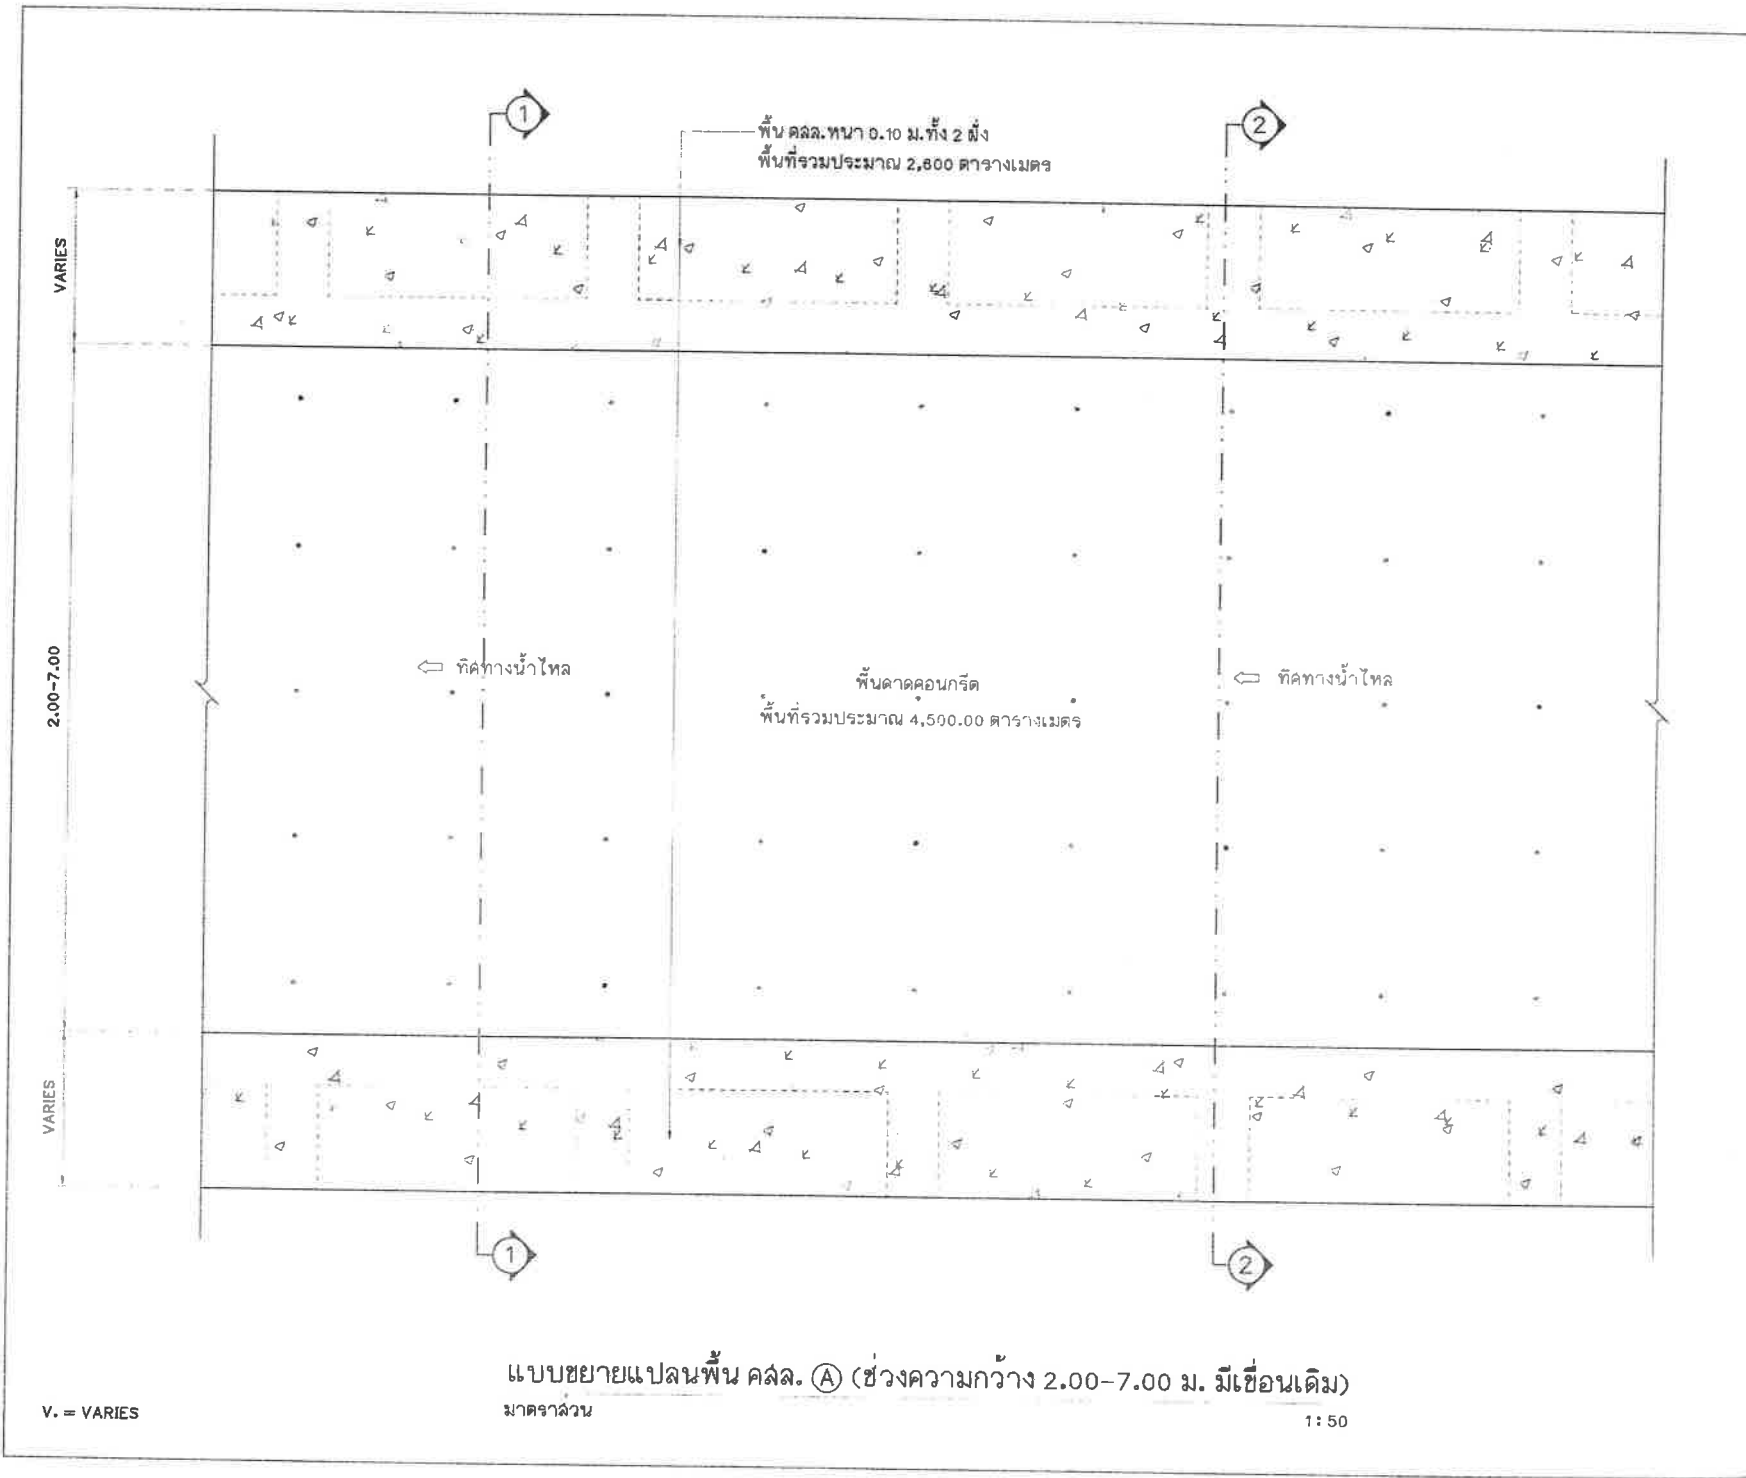 1
2
พื้น คสล.หนา 0.10 ม.ทั้ง 2 ฝั่ง
พื้นที่รวมประมาณ 2,600 ตารางเมตร
VARIES
2.00-7.00
VARIES
ทิศทางน้ำไหล
พื้นดาดคอนกรีต
พื้นที่รวมประมาณ 4,500.00 ตารางเมตร
ทิศทางน้ำไหล
1
2
แบบขยายแปลนพื้น คสล. A (ช่วงความกว้าง 2.00-7.00 ม. มีเขื่อนเดิม)
มาตราส่วน 1:50
V. = VARIES